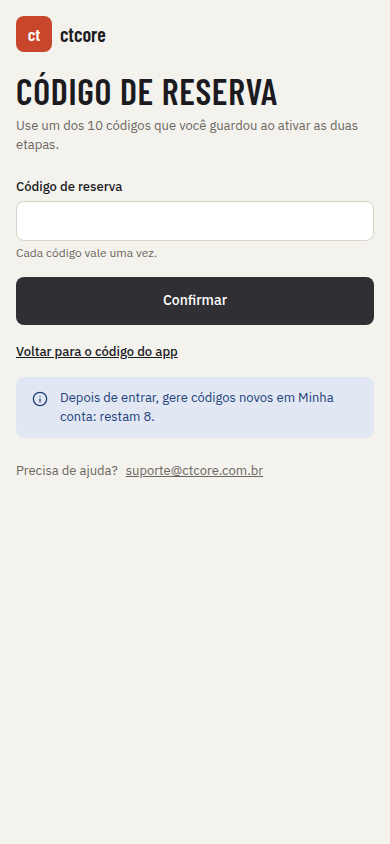 ct ctcore
CÓDIGO DE RESERVA
Use um dos 10 códigos que você guardou ao ativar as duas
etapas.
Código de reserva
Cada código vale uma vez.
Confirmar
Voltar para o código do app
Depois de entrar, gere códigos novos em Minha
conta: restam 8.
Precisa de ajuda? suporte@ctcore.com.br